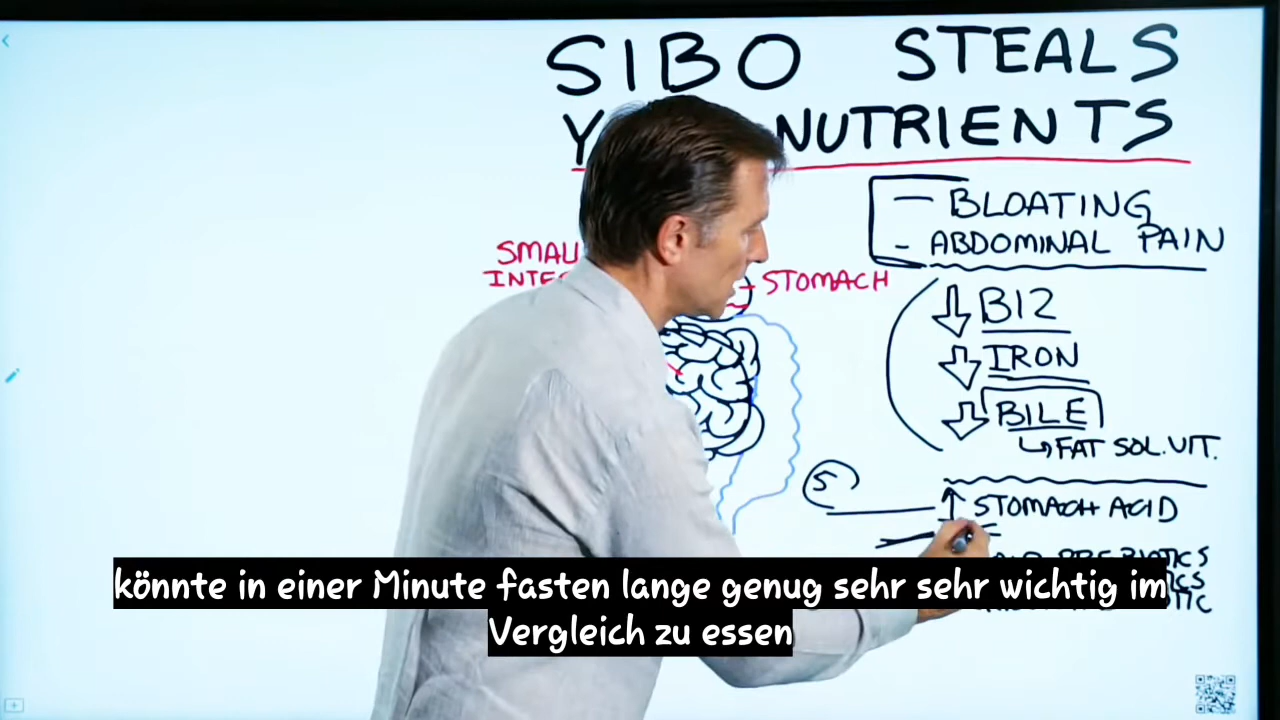 SIBO STEALS
NUTRIENTS
- BLOATING
- ABDOMINAL PAIN
SMALL
STOMACH
↓ B12
↓ IRON
↓ BILE
↳ FAT SOL. VIT.
5
↑ STOMACH ACID
könnte in einer Minute fasten lange genug sehr sehr wichtig im
Vergleich zu essen